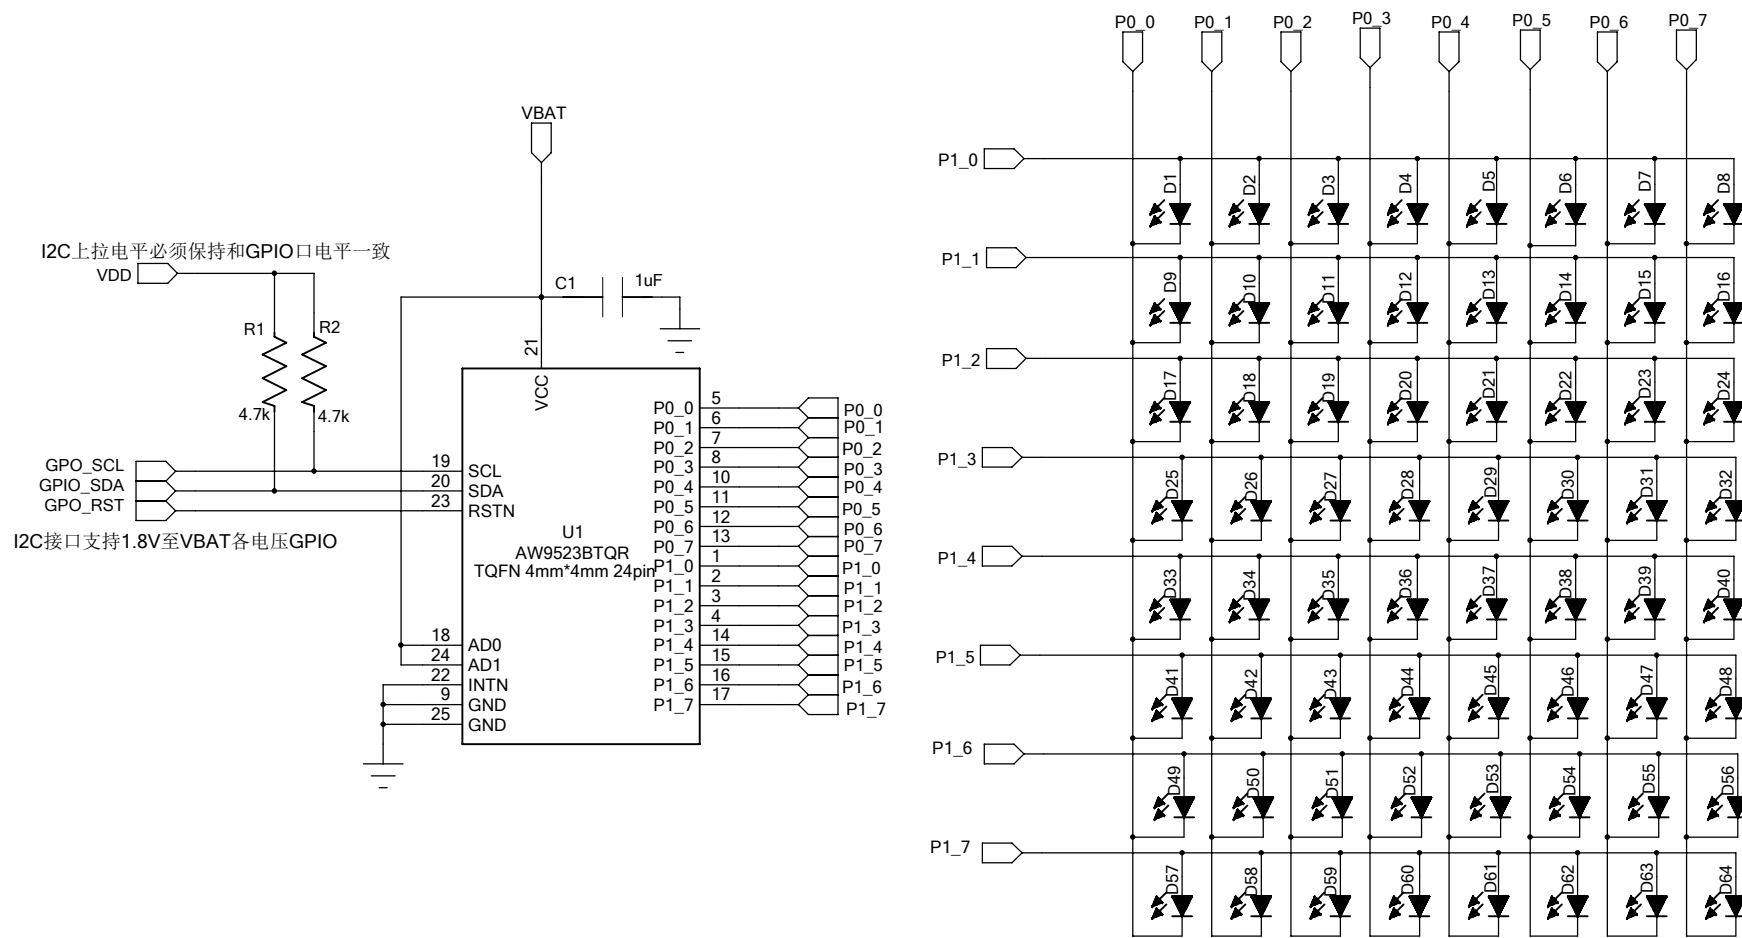 P0_0 P0_1 P0_2 P0_3 P0_4 P0_5 P0_6 P0_7
VBAT
I2C上拉电平必须保持和GPIO口电平一致
VDD
R1 R2
4.7k 4.7k
C1 1uF
GPO_SCL
GPIO_SDA
GPO_RST
I2C接口支持1.8V至VBAT各电压GPIO
21
VCC
19 SCL
20 SDA
23 RSTN
U1
AW9523BTQR
TQFN 4mm*4mm 24pin
18 AD0
24 AD1
22 INTN
9 GND
25 GND
P0_0 5 P0_0
P0_1 6 P0_1
P0_2 7 P0_2
P0_3 8 P0_3
P0_4 10 P0_4
P0_5 11 P0_5
P0_6 12 P0_6
P0_7 13 P0_7
P1_0 1 P1_0
P1_1 2 P1_1
P1_2 3 P1_2
P1_3 4 P1_3
P1_4 14 P1_4
P1_5 15 P1_5
P1_6 16 P1_6
P1_7 17 P1_7
P1_0
D1 D2 D3 D4 D5 D6 D7 D8
P1_1
D9 D10 D11 D12 D13 D14 D15 D16
P1_2
D17 D18 D19 D20 D21 D22 D23 D24
P1_3
D25 D26 D27 D28 D29 D30 D31 D32
P1_4
D33 D34 D35 D36 D37 D38 D39 D40
P1_5
D41 D42 D43 D44 D45 D46 D47 D48
P1_6
D49 D50 D51 D52 D53 D54 D55 D56
P1_7
D57 D58 D59 D60 D61 D62 D63 D64